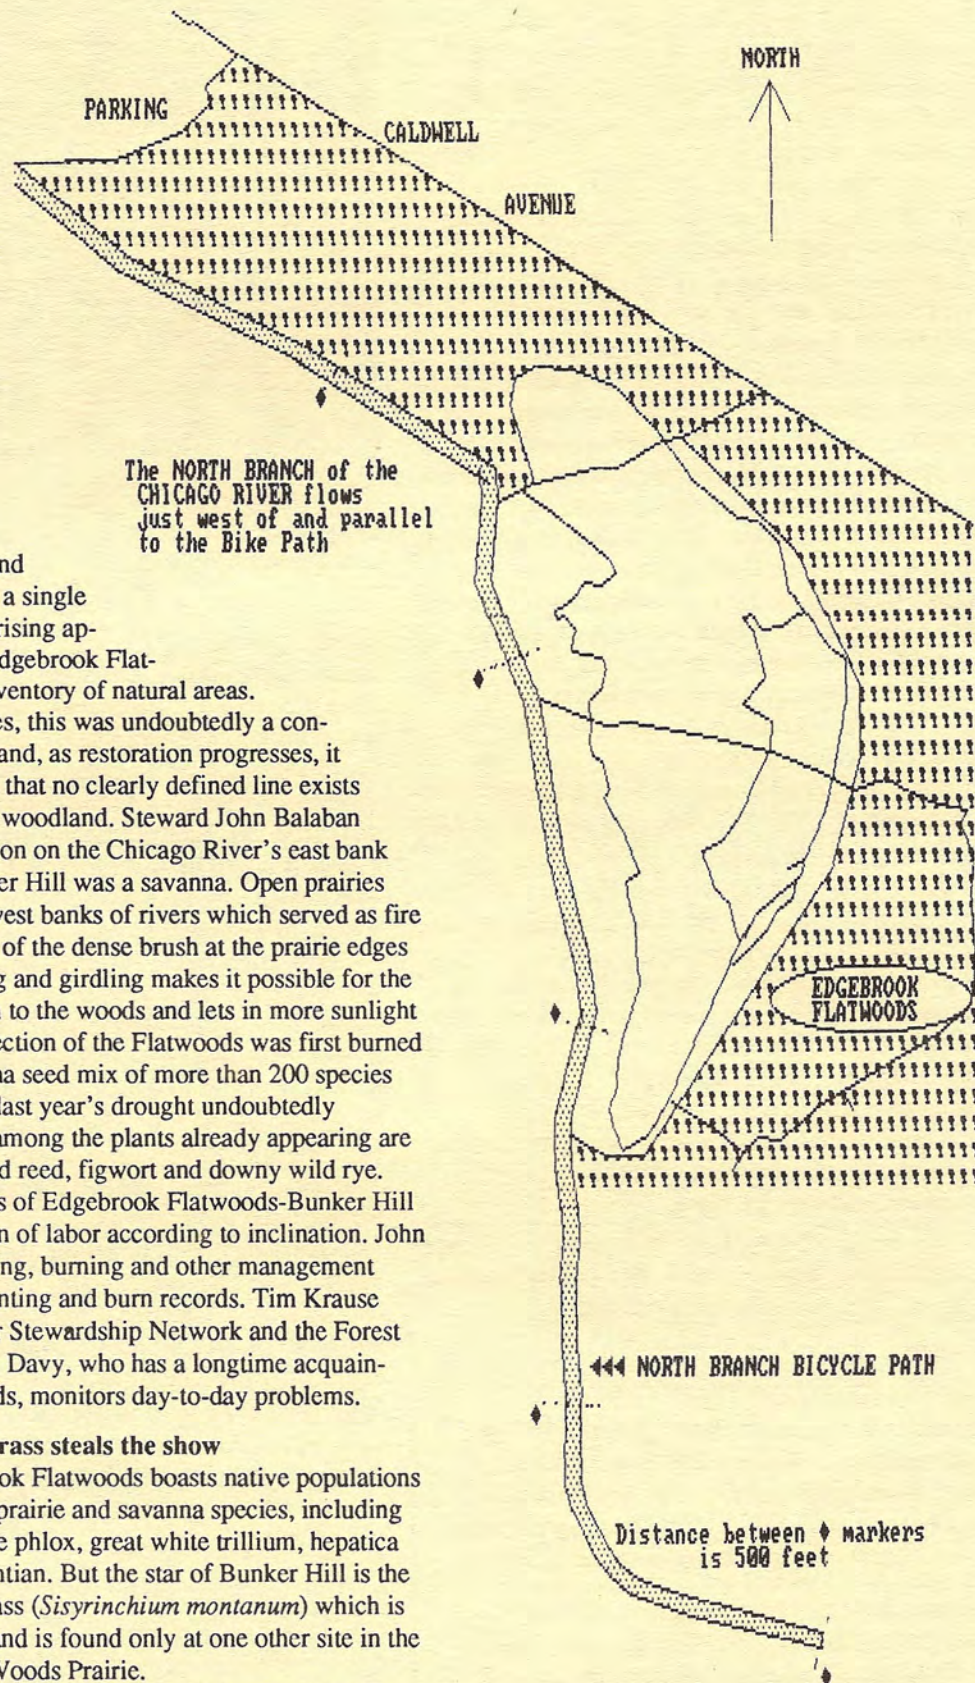 NORTH
PARKING
CALDWELL
AVENUE
The NORTH BRANCH of the
CHICAGO RIVER flows
just west of and parallel
to the Bike Path
nd
a single
rising ap-
dgebrook Flat-
ventory of natural areas.
es, this was undoubtedly a con-
and, as restoration progresses, it
that no clearly defined line exists
woodland. Steward John Balaban
on on the Chicago River's east bank
er Hill was a savanna. Open prairies
vest banks of rivers which served as fire
of the dense brush at the prairie edges
g and girdling makes it possible for the
n to the woods and lets in more sunlight
ection of the Flatwoods was first burned
na seed mix of more than 200 species
last year's drought undoubtedly
among the plants already appearing are
d reed, figwort and downy wild rye.
s of Edgebrook Flatwoods-Bunker Hill
n of labor according to inclination. John
ng, burning and other management
nting and burn records. Tim Krause
r Stewardship Network and the Forest
Davy, who has a longtime acquain-
ds, monitors day-to-day problems.
rass steals the show
ok Flatwoods boasts native populations
prairie and savanna species, including
e phlox, great white trillium, hepatica
ntian. But the star of Bunker Hill is the
ass (Sisyrinchium montanum) which is
and is found only at one other site in the
Woods Prairie.
EDGEBROOK
FLATWOODS
NORTH BRANCH BICYCLE PATH
Distance between ♦ markers
is 500 feet